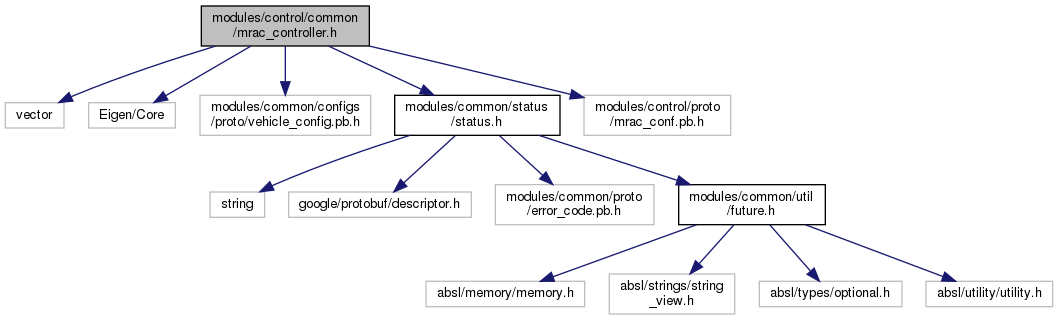 modules/control/common
/mrac_controller.h
vector
Eigen/Core
modules/common/configs
/proto/vehicle_config.pb.h
modules/common/status
/status.h
modules/control/proto
/mrac_conf.pb.h
string
google/protobuf/descriptor.h
modules/common/proto
/error_code.pb.h
modules/common/util
/future.h
absl/memory/memory.h
absl/strings/string
_view.h
absl/types/optional.h
absl/utility/utility.h